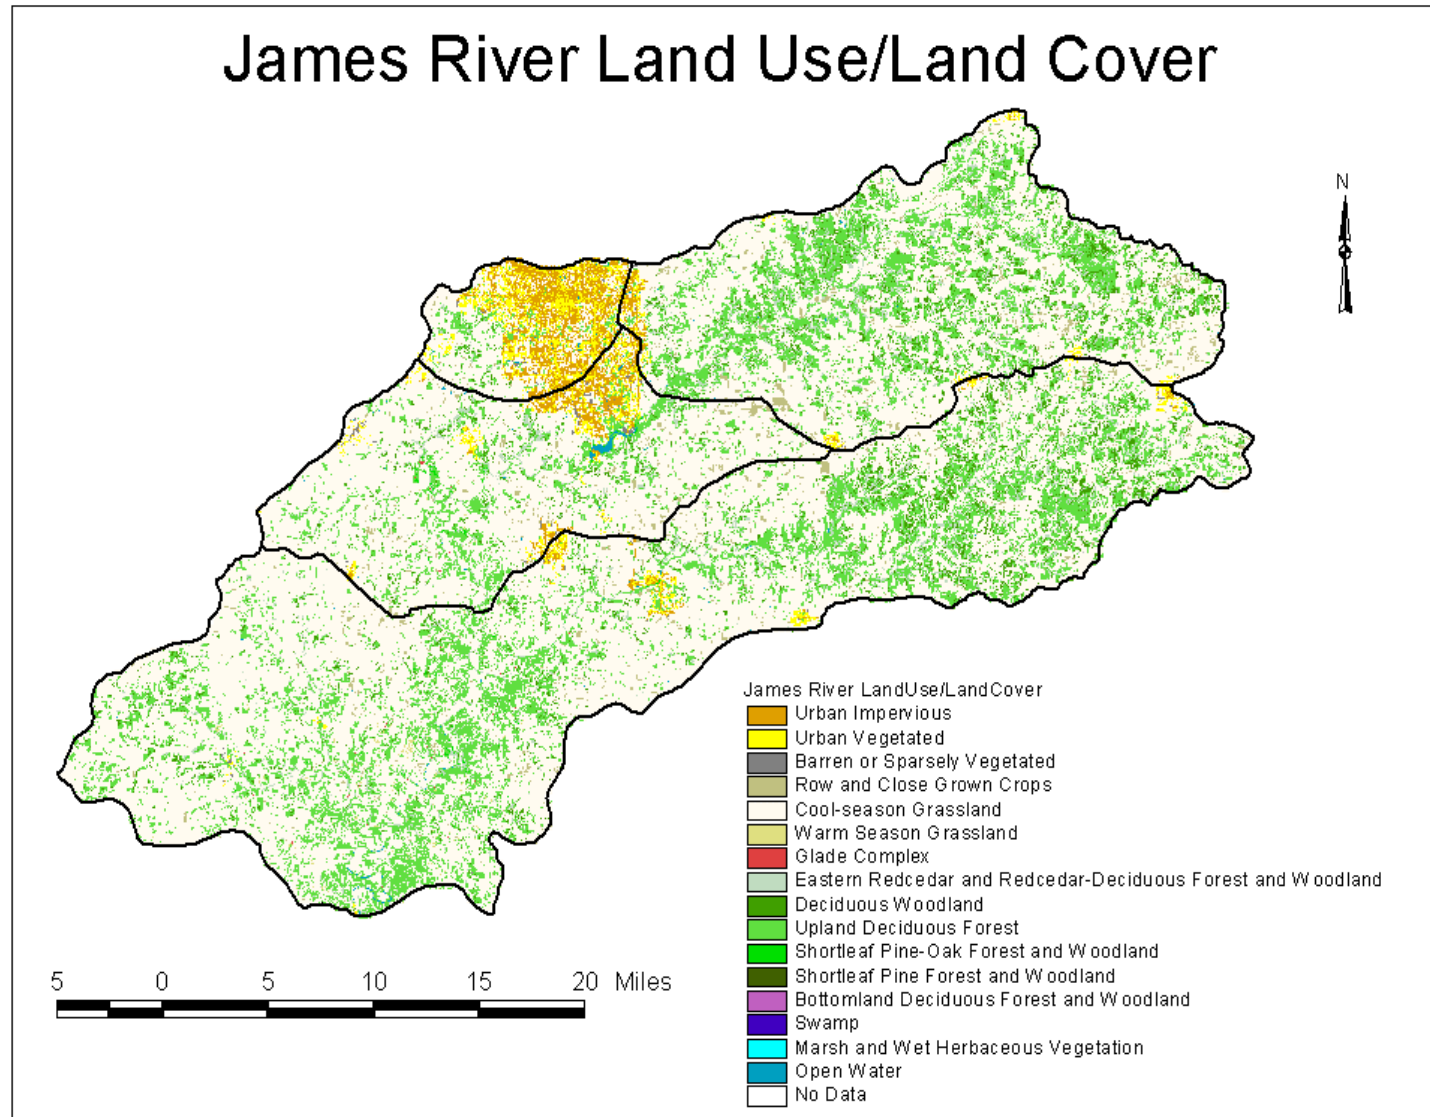 James River Land Use/Land Cover
N
James River LandUse/LandCover
Urban Impervious
Urban Vegetated
Barren or Sparsely Vegetated
Row and Close Grown Crops
Cool-season Grassland
Warm Season Grassland
Glade Complex
Eastern Redcedar and Redcedar-Deciduous Forest and Woodland
Deciduous Woodland
Upland Deciduous Forest
Shortleaf Pine-Oak Forest and Woodland
Shortleaf Pine Forest and Woodland
Bottomland Deciduous Forest and Woodland
Swamp
Marsh and Wet Herbaceous Vegetation
Open Water
No Data
5 0 5 10 15 20 Miles